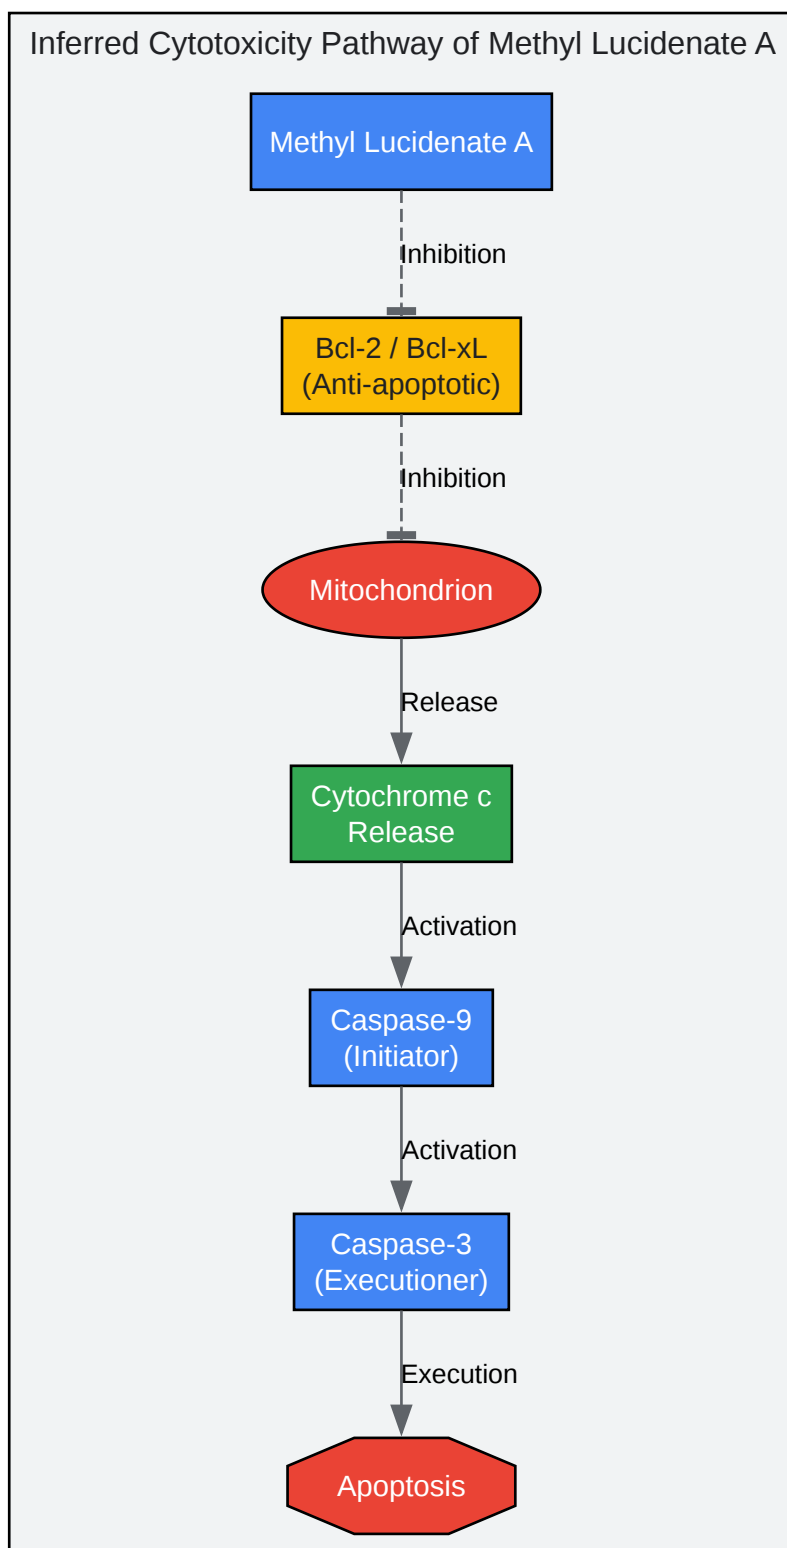 Inferred Cytotoxicity Pathway of Methyl Lucidenate A
Methyl Lucidenate A
Inhibition
Bcl-2 / Bcl-xL
(Anti-apoptotic)
Inhibition
Mitochondrion
Release
Cytochrome c
Release
Activation
Caspase-9
(Initiator)
Activation
Caspase-3
(Executioner)
Execution
Apoptosis